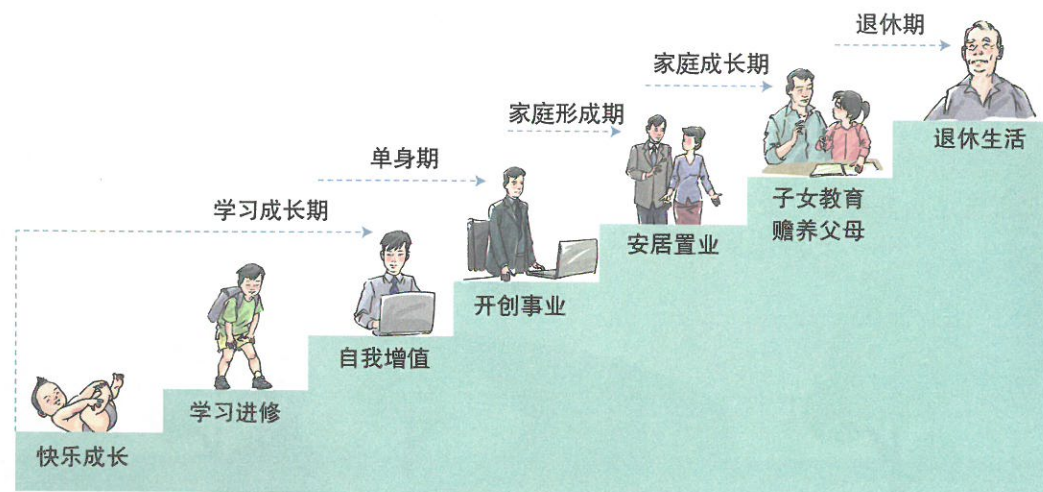 退休期
家庭成长期
家庭形成期
单身期
学习成长期
退休生活
子女教育
赡养父母
安居置业
开创事业
自我增值
学习进修
快乐成长